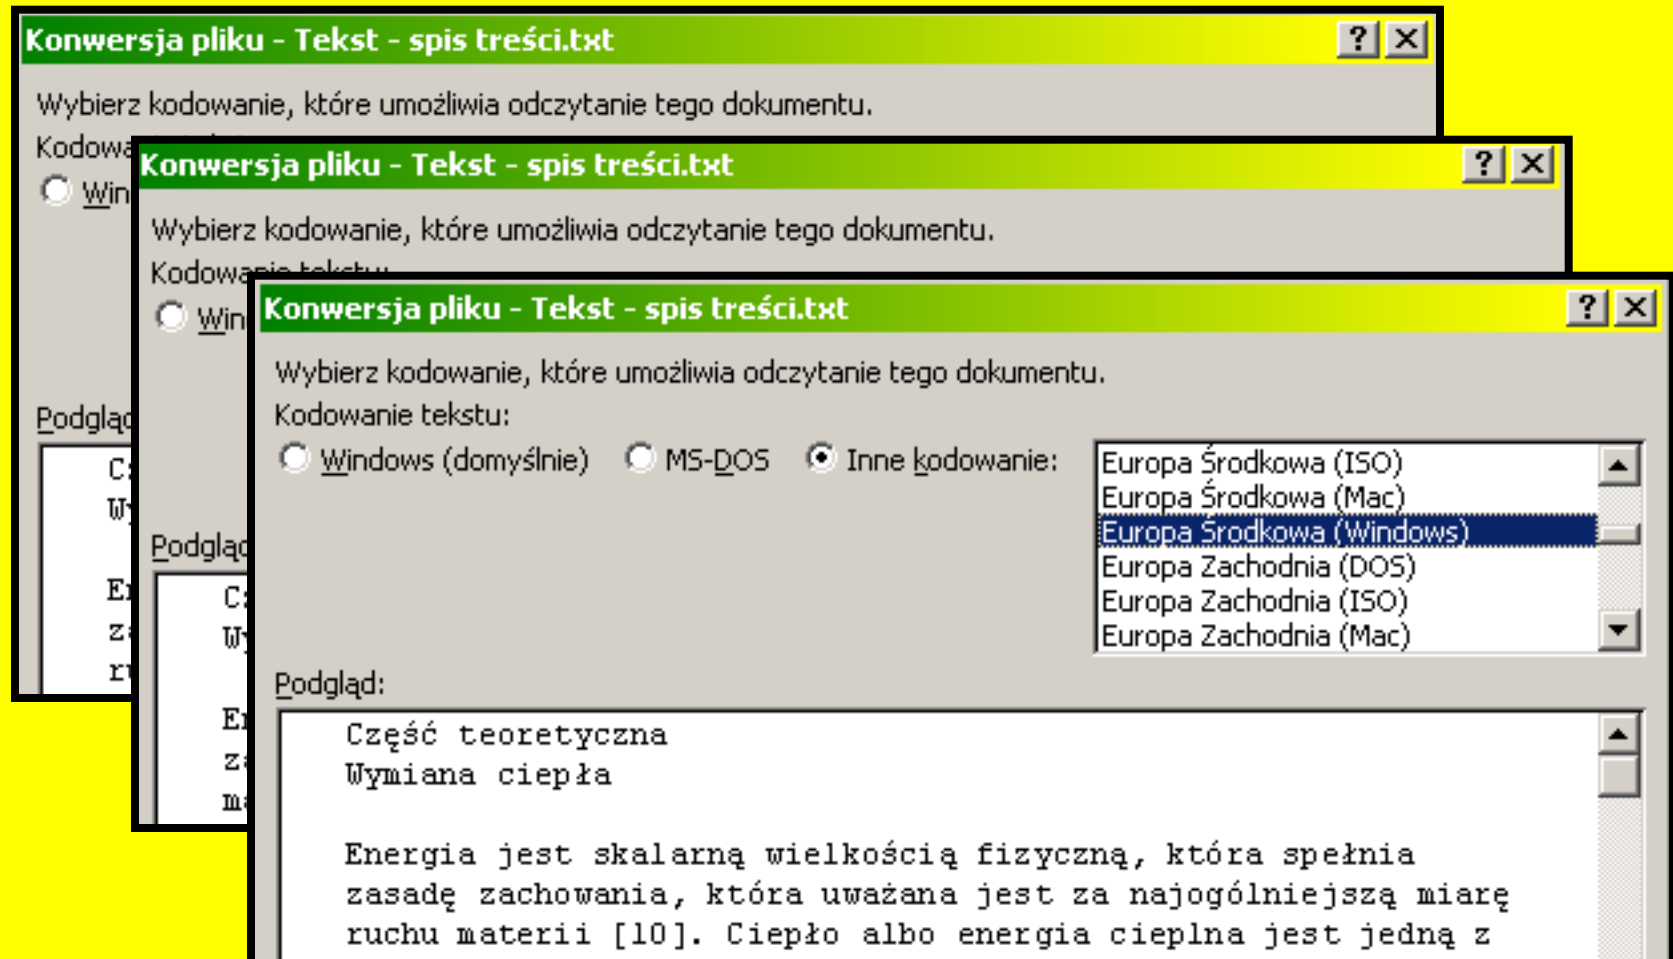 Konwersja pliku - Tekst - spis treści.txt
Wybierz kodowanie, które umożliwia odczytanie tego dokumentu.
Konwersja pliku - Tekst - spis treści.txt
Wybierz kodowanie, które umożliwia odczytanie tego dokumentu.
Kodowanie tekstu:
Konwersja pliku - Tekst - spis treści.txt
Wybierz kodowanie, które umożliwia odczytanie tego dokumentu.
Kodowanie tekstu:
Windows (domyślnie) MS-DOS Inne kodowanie:
Europa Środkowa (ISO)
Europa Środkowa (Mac)
Europa Środkowa (Windows)
Europa Zachodnia (DOS)
Europa Zachodnia (ISO)
Europa Zachodnia (Mac)
Podgląd:
Część teoretyczna
Wymiana ciepła
Energia jest skalarną wielkością fizyczną, która spełnia
zasadę zachowania, która uważana jest za najogólniejszą miarę
ruchu materii [10]. Ciepło albo energia cieplna jest jedną z